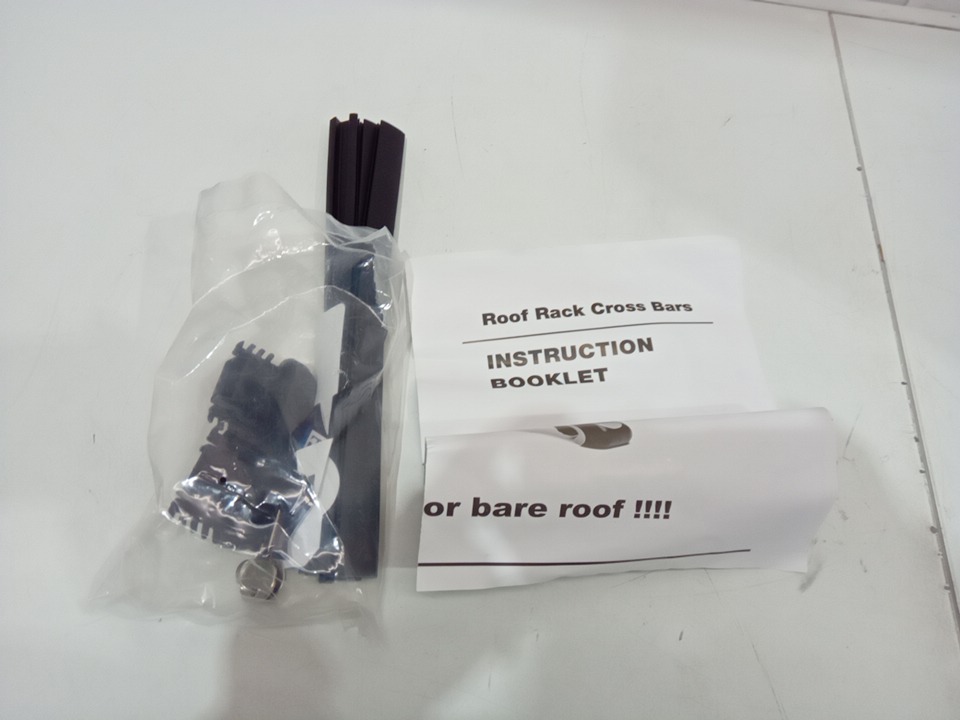 Roof Rack Cross Bars
INSTRUCTION
BOOKLET
or bare roof !!!!